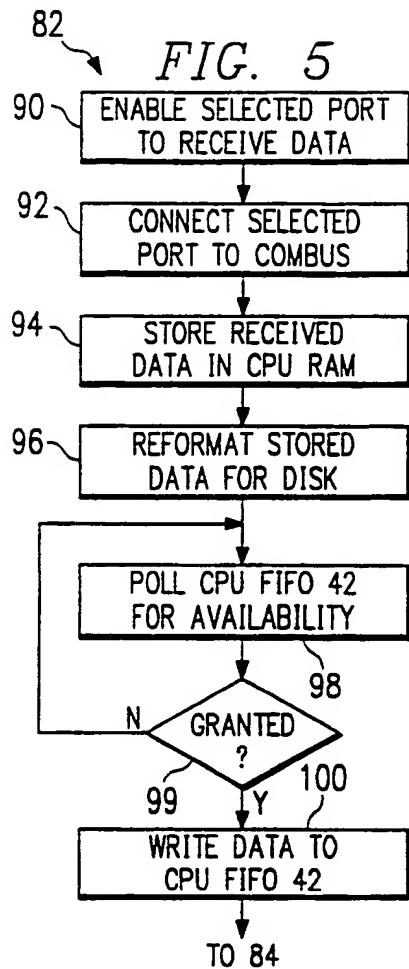 82
FIG. 5
90
ENABLE SELECTED PORT
TO RECEIVE DATA
92
CONNECT SELECTED
PORT TO COMBUS
94
STORE RECEIVED
DATA IN CPU RAM
96
REFORMAT STORED
DATA FOR DISK
POLL CPU FIFO 42
FOR AVAILABILITY
98
N
GRANTED
?
99
Y
100
WRITE DATA TO
CPU FIFO 42
TO 84